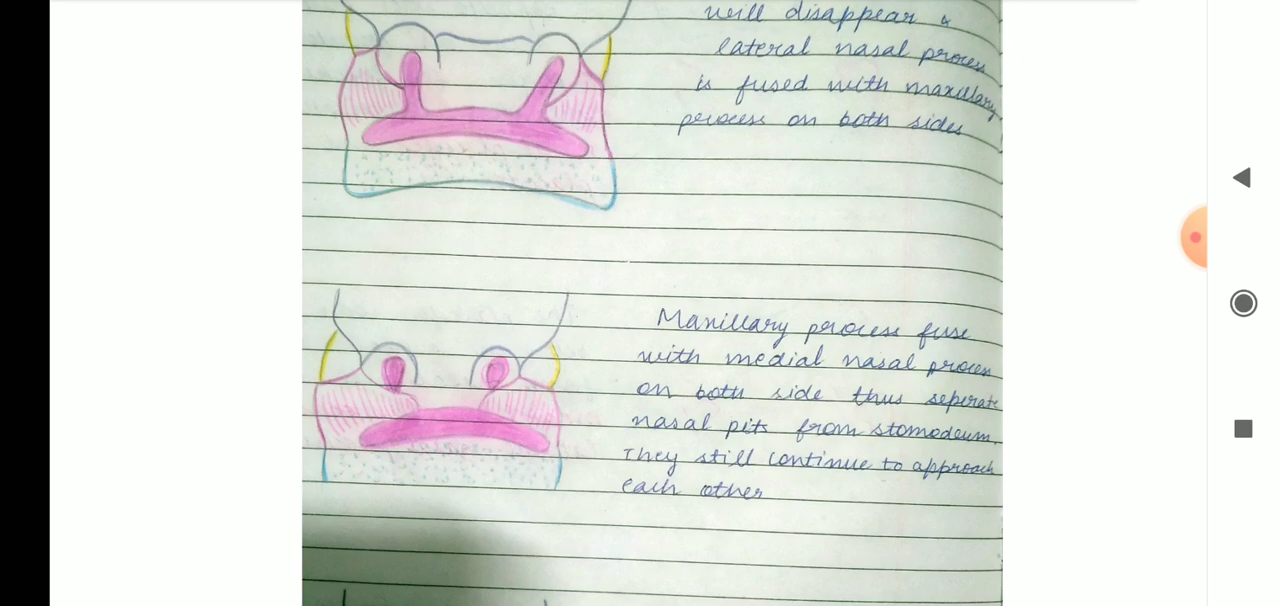 will disappear &
lateral nasal process
is fused with maxillary
process on both sides
Maxillary process fuse
with medial nasal process
on both side thus seperate
nasal pits from stomodeum.
They still continue to approach
each other